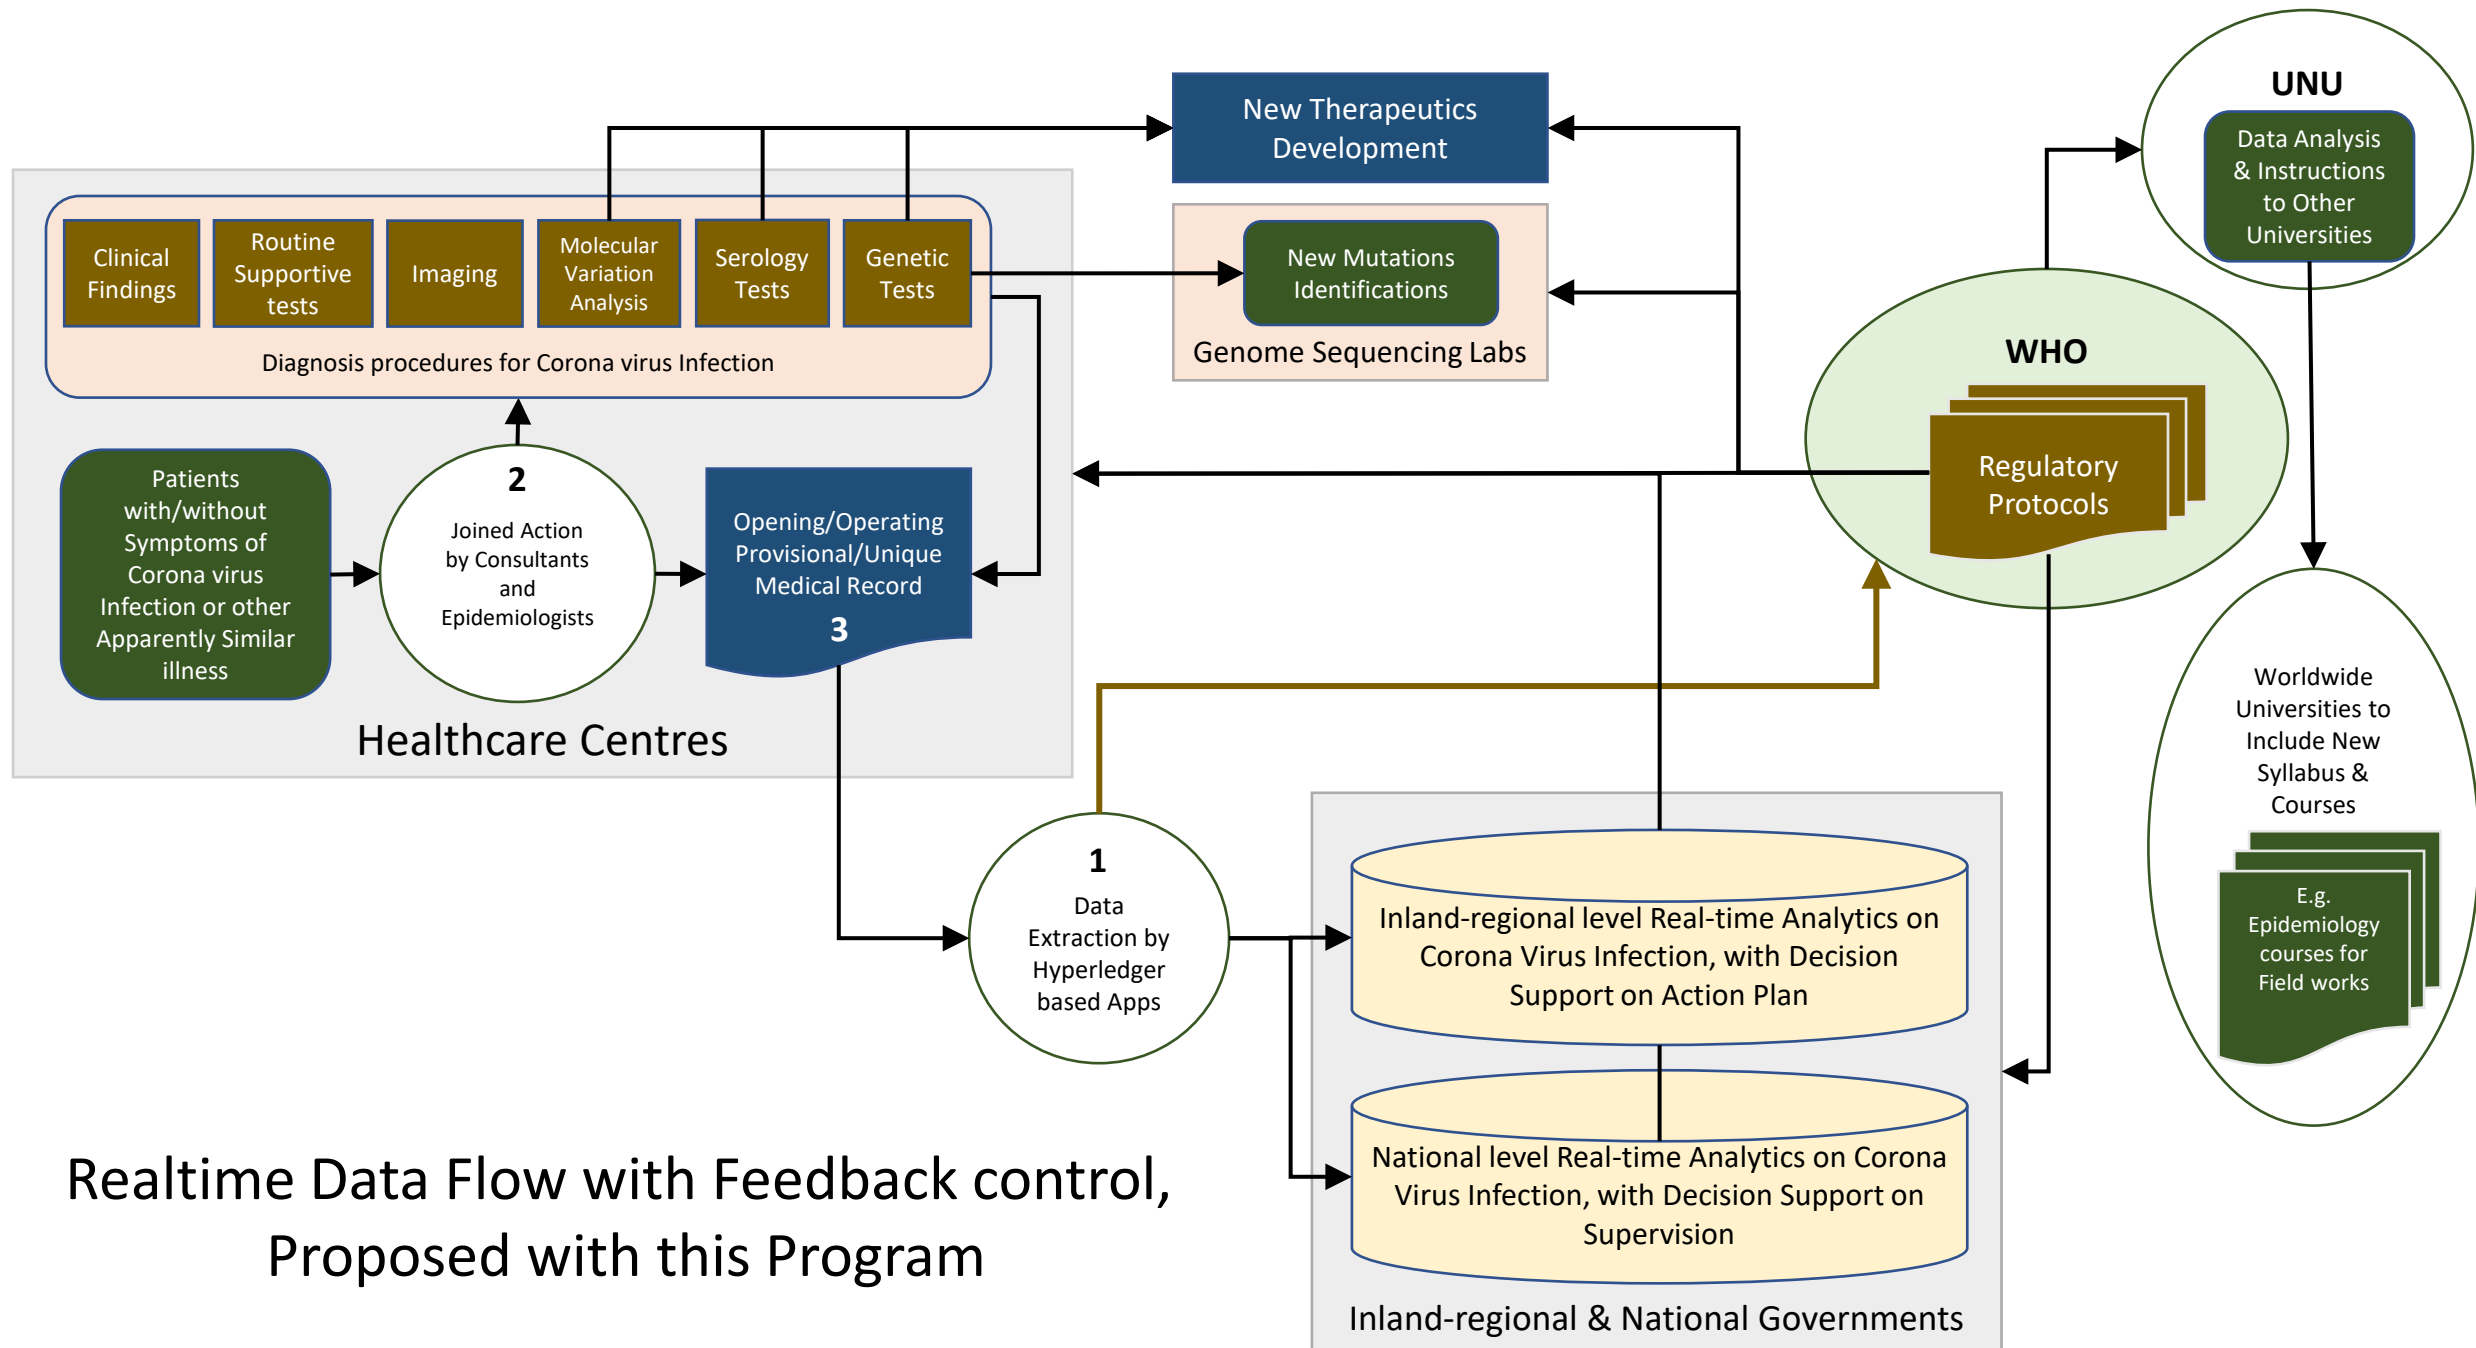 UNU
Data Analysis
& Instructions
to Other
Universities
New Therapeutics
Development
Clinical
Findings
Routine
Supportive
tests
Imaging
Molecular
Variation
Analysis
Serology
Tests
Genetic
Tests
Diagnosis procedures for Corona virus Infection
New Mutations
Identifications
Genome Sequencing Labs
WHO
Regulatory
Protocols
Patients
with/without
Symptoms of
Corona virus
Infection or other
Apparently Similar
illness
2
Joined Action
by Consultants
and
Epidemiologists
Opening/Operating
Provisional/Unique
Medical Record
3
Healthcare Centres
Worldwide
Universities to
Include New
Syllabus &
Courses
E.g.
Epidemiology
courses for
Field works
1
Data
Extraction by
Hyperledger
based Apps
Inland-regional level Real-time Analytics on
Corona Virus Infection, with Decision
Support on Action Plan
National level Real-time Analytics on Corona
Virus Infection, with Decision Support on
Supervision
Inland-regional & National Governments
Realtime Data Flow with Feedback control,
Proposed with this Program